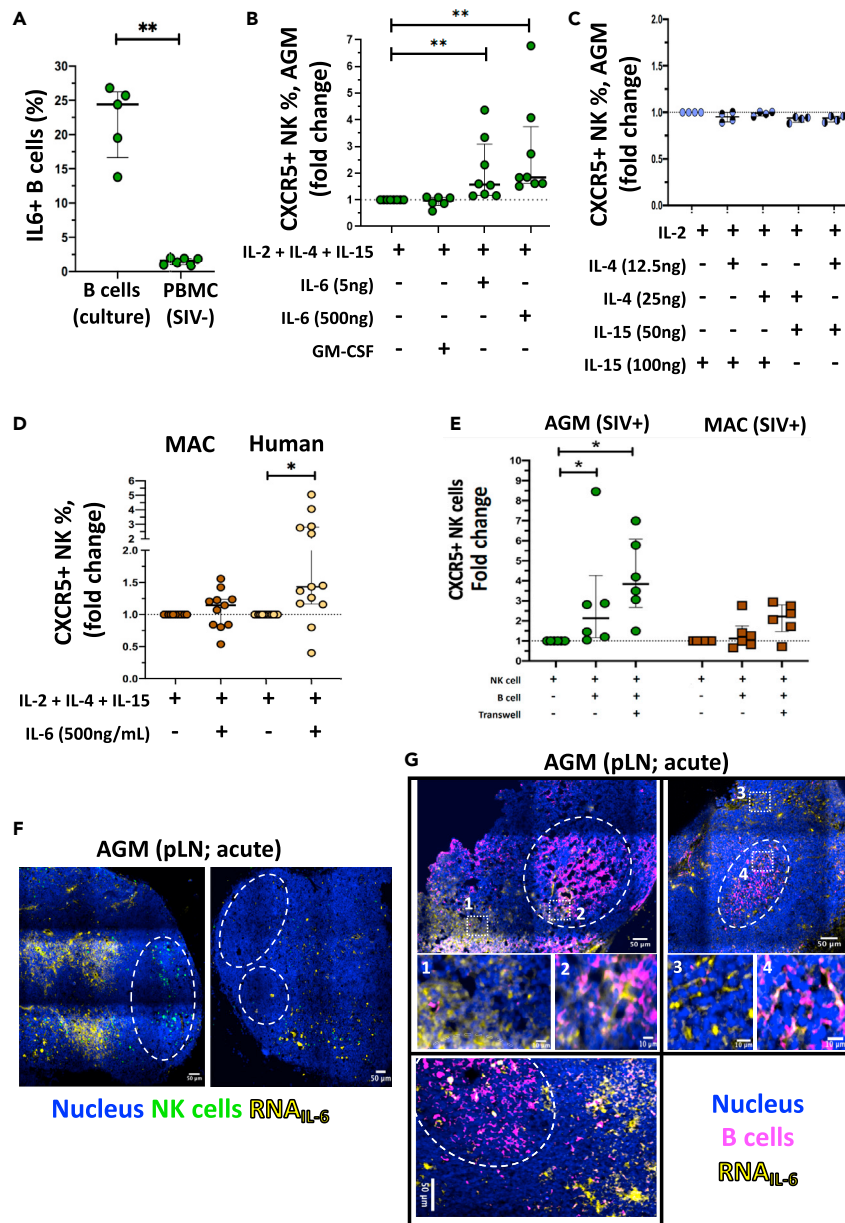 A
**
IL6+ B cells (%)
30
25
20
15
10
5
0
B cells
(culture)
PBMC
(SIV-)
B
**
**
CXCR5+ NK %, AGM
(fold change)
7
6
5
4
3
2
1
0
IL-2 + IL-4 + IL-15 + + + +
IL-6 (5ng) - - + -
IL-6 (500ng) - - - +
GM-CSF - + - -
C
CXCR5+ NK %, AGM
(fold change)
2.0
1.5
1.0
0.5
0.0
IL-2 + + + + +
IL-4 (12.5ng) - + - - +
IL-4 (25ng) - - + + -
IL-15 (50ng) - - - + +
IL-15 (100ng) + + + - -
D
MAC Human
*
CXCR5+ NK %,
(fold change)
6
5
4
3
2
2.0
1.5
1.0
0.5
0.0
IL-2 + IL-4 + IL-15 + + + +
IL-6 (500ng/mL) - + - +
E
AGM (SIV+) MAC (SIV+)
*
*
CXCR5+ NK cells
Fold change
10
9
8
7
6
5
4
3
2
1
0
NK cell + + + + + +
B cell - + + - + +
Transwell - - + - - +
F
AGM (pLN; acute)
50 µm
50 µm
Nucleus NK cells RNA IL-6
G
AGM (pLN; acute)
1
2
50 µm
3
4
50 µm
1
10 µm
2
10 µm
3
10 µm
4
10 µm
50 µm
Nucleus
B cells
RNA IL-6